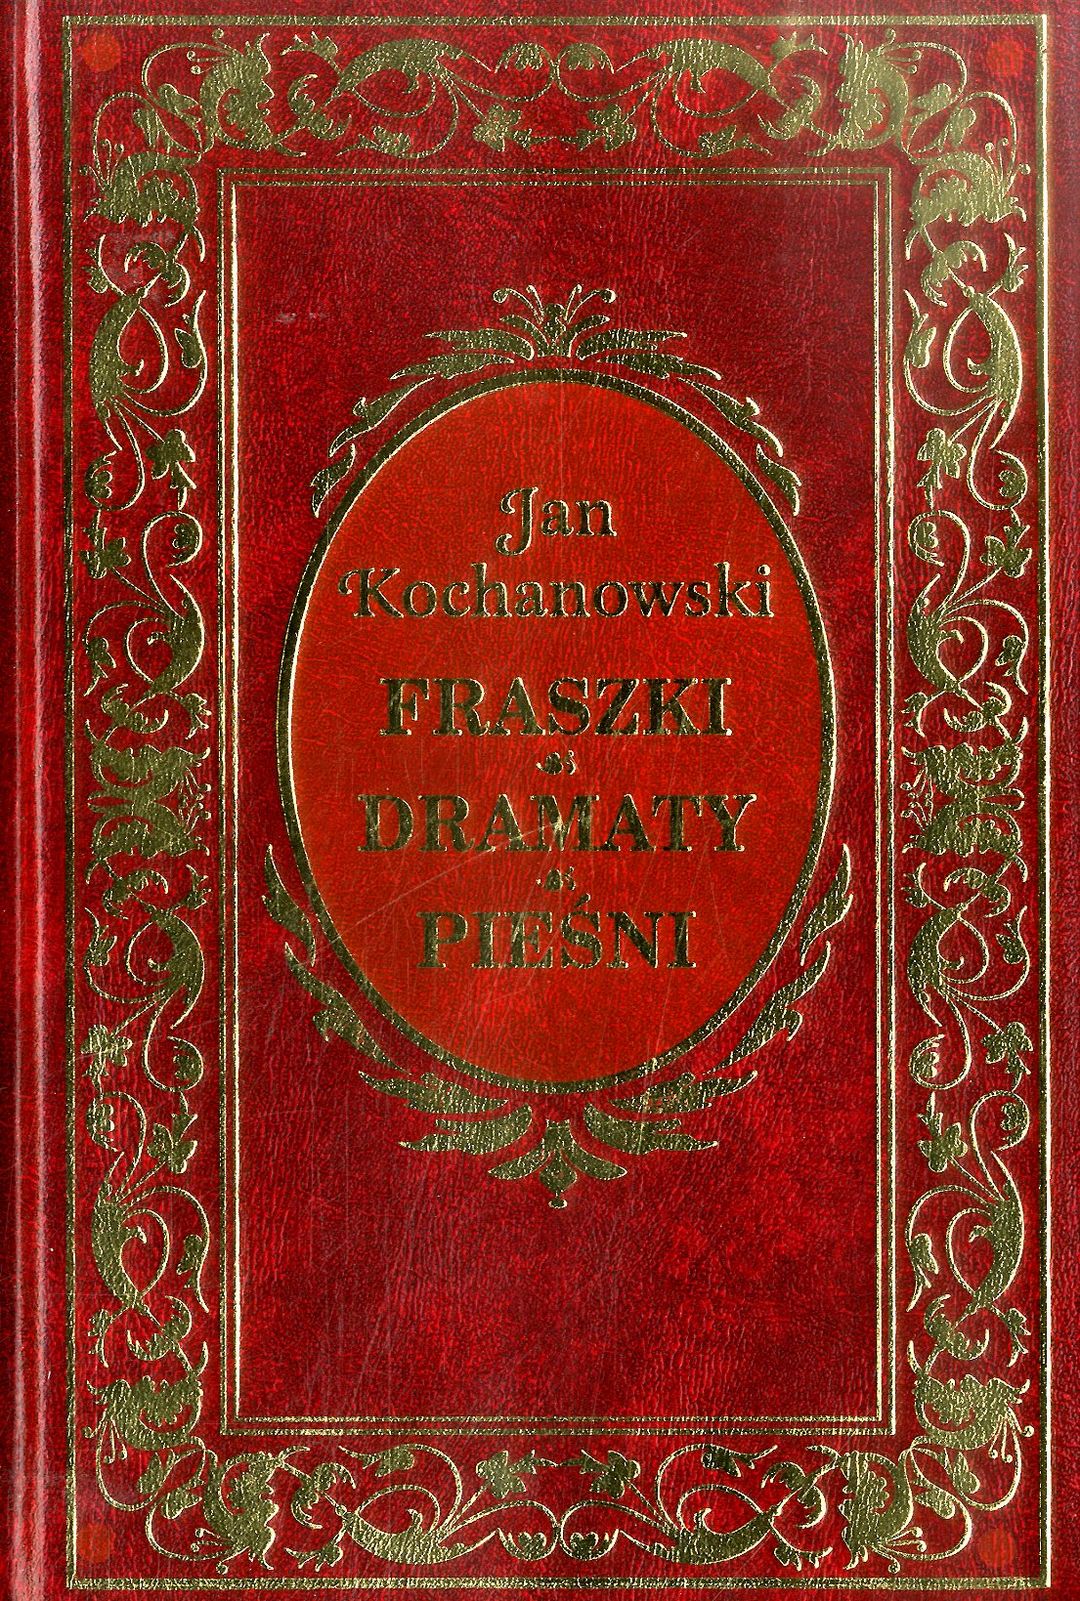 Jan
Kochanowski
FRASZKI
DRAMATY
PIEŚNI